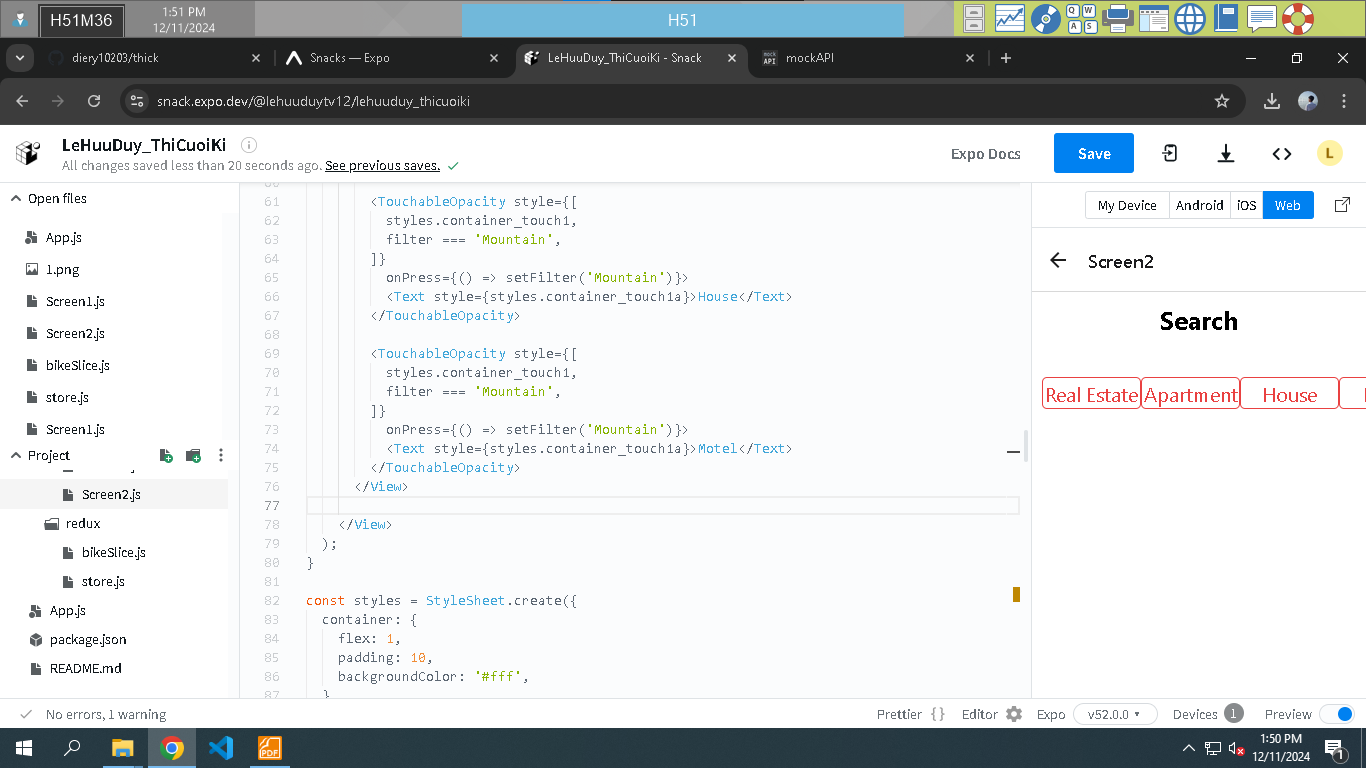 H51M36
1:51 PM
12/11/2024
H51
diery10203/thick
Snacks — Expo
LeHuuDuy_ThiCuoiKi - Snack
mockAPI
snack.expo.dev/@lehuuduytv12/lehuuduy_thicuoiki
LeHuuDuy_ThiCuoiKi
All changes saved less than 20 seconds ago. See previous saves.
Expo Docs
Save
L
Open files
App.js
1.png
Screen1.js
Screen2.js
bikeSlice.js
store.js
Screen1.js
Project
Screen2.js
redux
bikeSlice.js
store.js
App.js
package.json
README.md
61 <TouchableOpacity style={[
62 styles.container_touch1,
63 filter === 'Mountain',
64 ]}
65 onPress={() => setFilter('Mountain')}>
66 <Text style={styles.container_touch1a}>House</Text>
67 </TouchableOpacity>
68
69 <TouchableOpacity style={[
70 styles.container_touch1,
71 filter === 'Mountain',
72 ]}
73 onPress={() => setFilter('Mountain')}>
74 <Text style={styles.container_touch1a}>Motel</Text>
75 </TouchableOpacity>
76 </View>
77
78 </View>
79 );
80 }
81
82 const styles = StyleSheet.create({
83 container: {
84 flex: 1,
85 padding: 10,
86 backgroundColor: '#fff',
87 }
My Device
Android
iOS
Web
Screen2
Search
Real Estate
Apartment
House
No errors, 1 warning
Prettier { }
Editor
Expo
v52.0.0
Devices 1
Preview
1:50 PM
12/11/2024
1